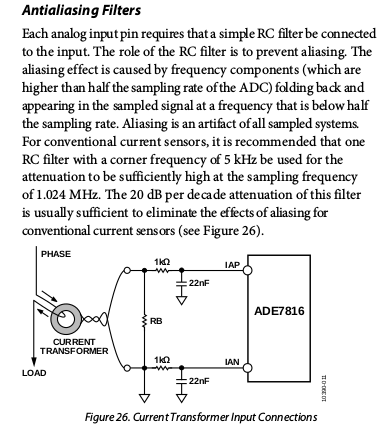 Antialiasing Filters
Each analog input pin requires that a simple RC filter be connected
to the input. The role of the RC filter is to prevent aliasing. The
aliasing effect is caused by frequency components (which are
higher than half the sampling rate of the ADC) folding back and
appearing in the sampled signal at a frequency that is below half
the sampling rate. Aliasing is an artifact of all sampled systems.
For conventional current sensors, it is recommended that one
RC filter with a corner frequency of 5 kHz be used for the
attenuation to be sufficiently high at the sampling frequency
of 1.024 MHz. The 20 dB per decade attenuation of this filter
is usually sufficient to eliminate the effects of aliasing for
conventional current sensors (see Figure 26).
PHASE
1kΩ
IAP
22nF
RB
ADE7816
CURRENT
TRANSFORMER
1kΩ
IAN
LOAD
22nF
10390-011
Figure 26. Current Transformer Input Connections